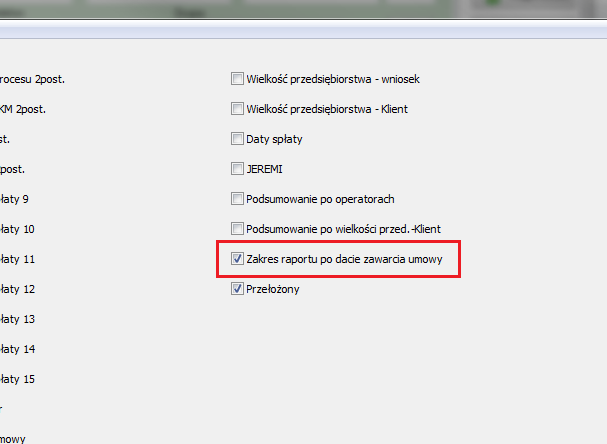 rocesu 2post.
KM 2post.
st.
post.
łaty 9
łaty 10
łaty 11
łaty 12
łaty 13
łaty 14
łaty 15
r
mowy
Wielkość przedsiębiorstwa - wniosek
Wielkość przedsiębiorstwa - Klient
Daty spłaty
JEREMI
Podsumowanie po operatorach
Podsumowanie po wielkości przed.-Klient
Zakres raportu po dacie zawarcia umowy
Przełożony